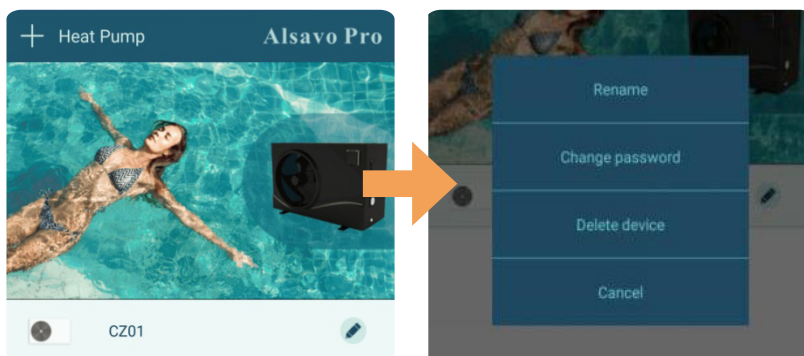 Heat Pump
Alsavo Pro
CZ01
Rename
Change password
Delete device
Cancel